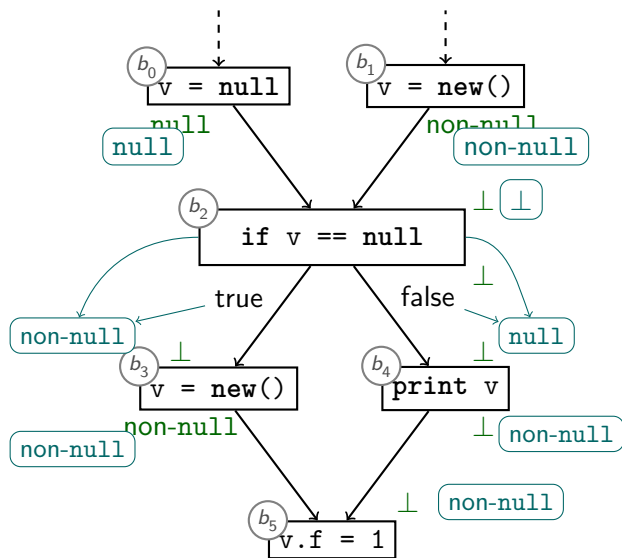 b0
b1
v = null
v = new()
null
non-null
null
non-null
b2
⊥
⊥
if v == null
⊥
true
false
non-null
null
⊥
⊥
b3
b4
v = new()
print v
non-null
⊥
non-null
non-null
⊥
non-null
b5
v.f = 1